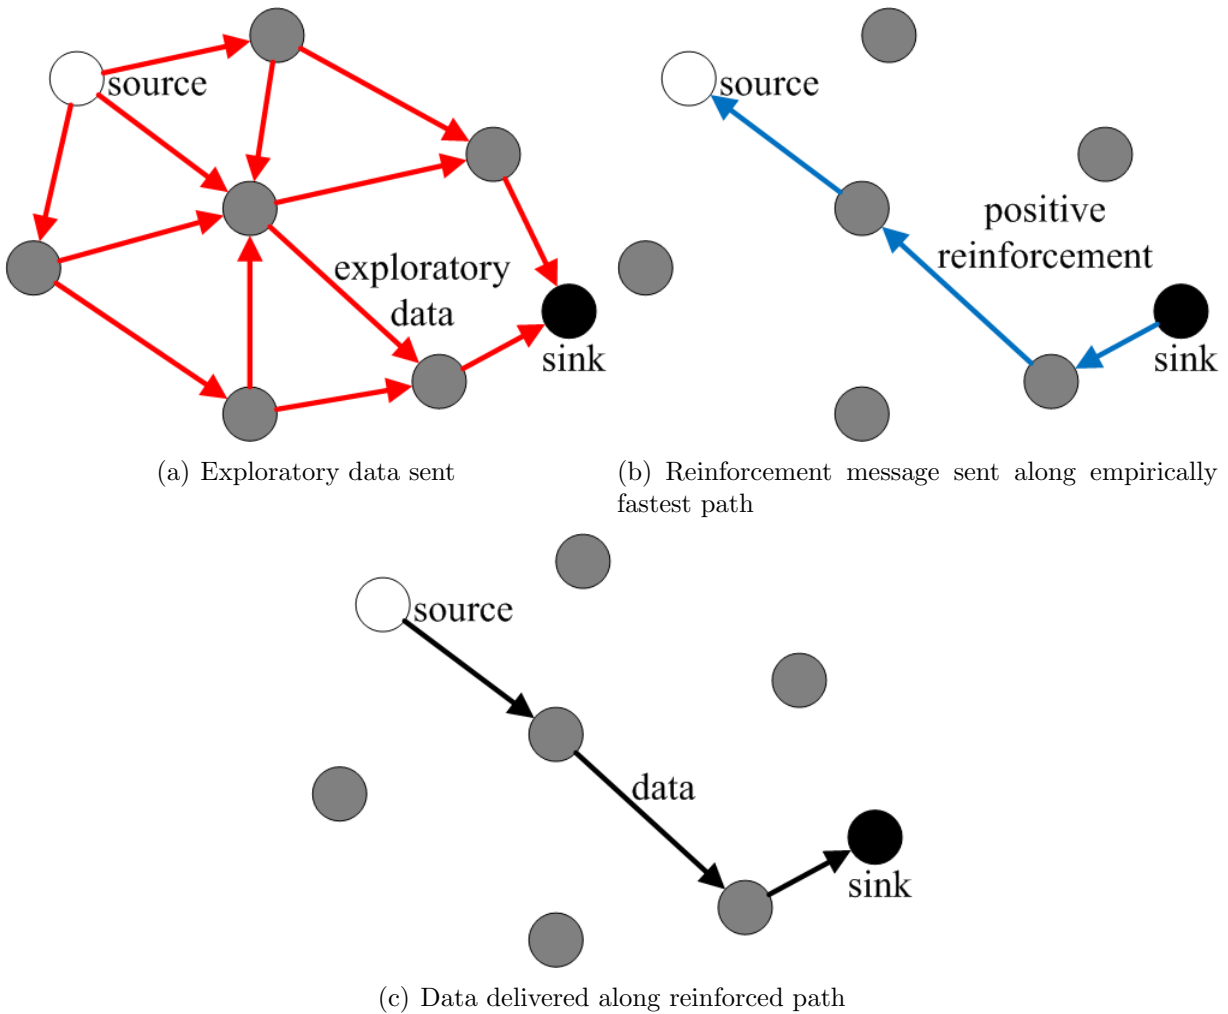 source
exploratory
data
sink
(a) Exploratory data sent
source
positive
reinforcement
sink
(b) Reinforcement message sent along empirically
fastest path
source
data
sink
(c) Data delivered along reinforced path